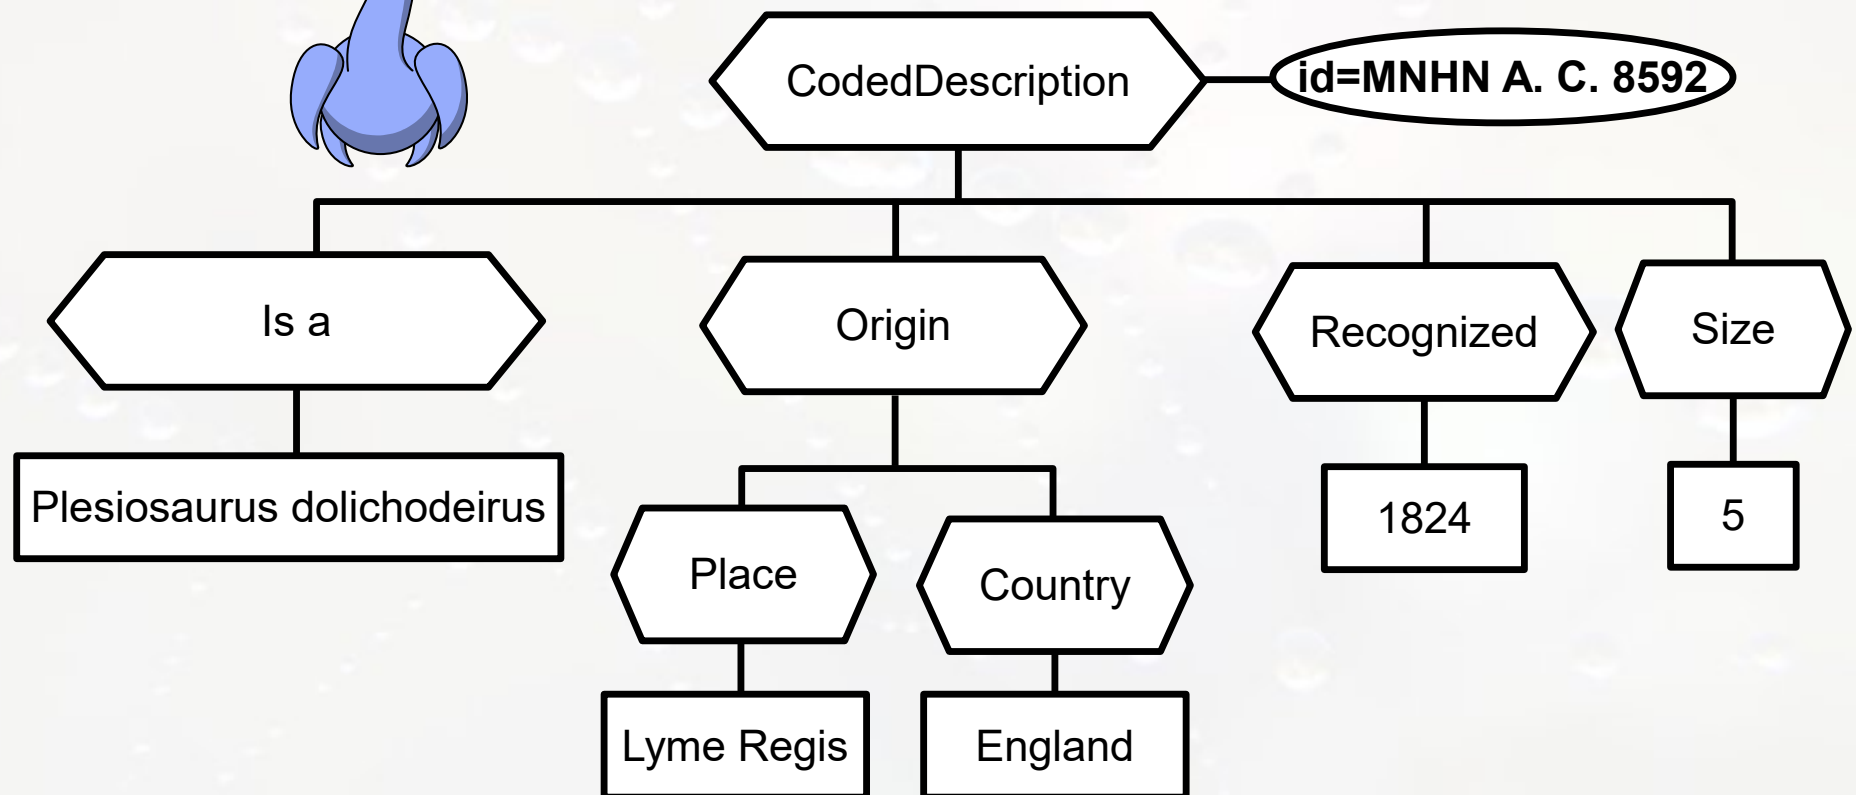 CodedDescription
id=MNHN A. C. 8592
Is a
Origin
Recognized
Size
Plesiosaurus dolichodeirus
1824
5
Place
Country
Lyme Regis
England